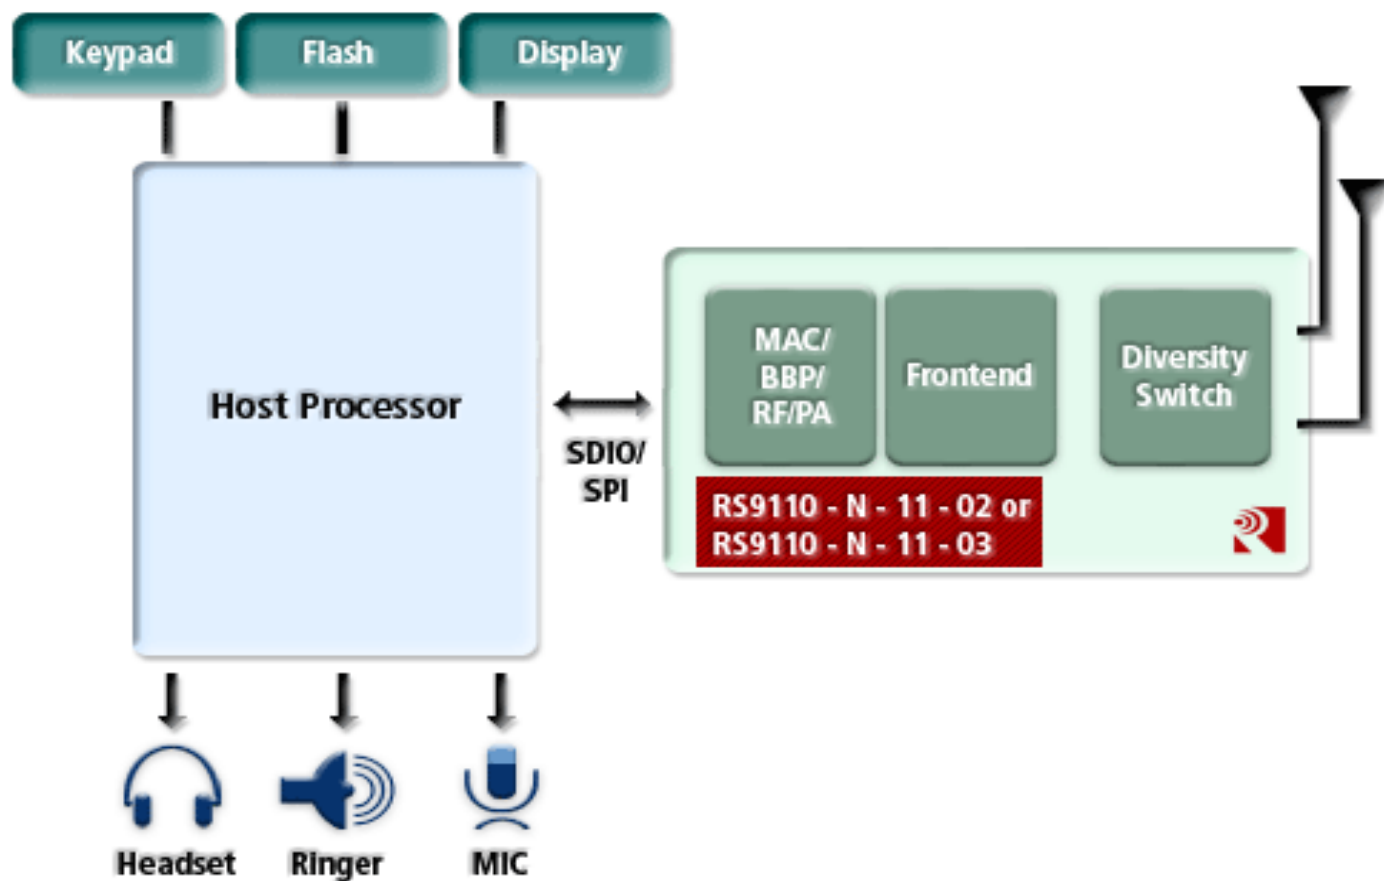 Keypad
Flash
Display
Host Processor
SDIO/
SPI
MAC/
BBP/
RF/PA
Frontend
Diversity
Switch
RS9110 - N - 11 - 02 or
RS9110 - N - 11 - 03
Headset
Ringer
MIC